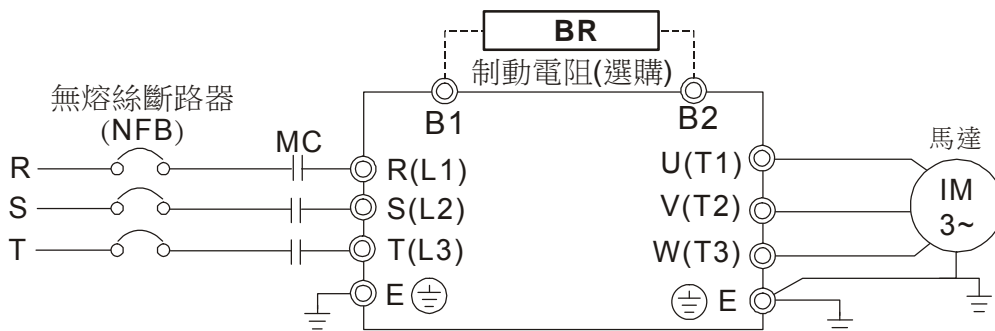 BR
制動電阻(選購)
無熔絲斷路器
(NFB)
MC
B1
B2
馬達
R
R(L1)
U(T1)
S
S(L2)
V(T2)
IM
3~
T
T(L3)
W(T3)
E
E